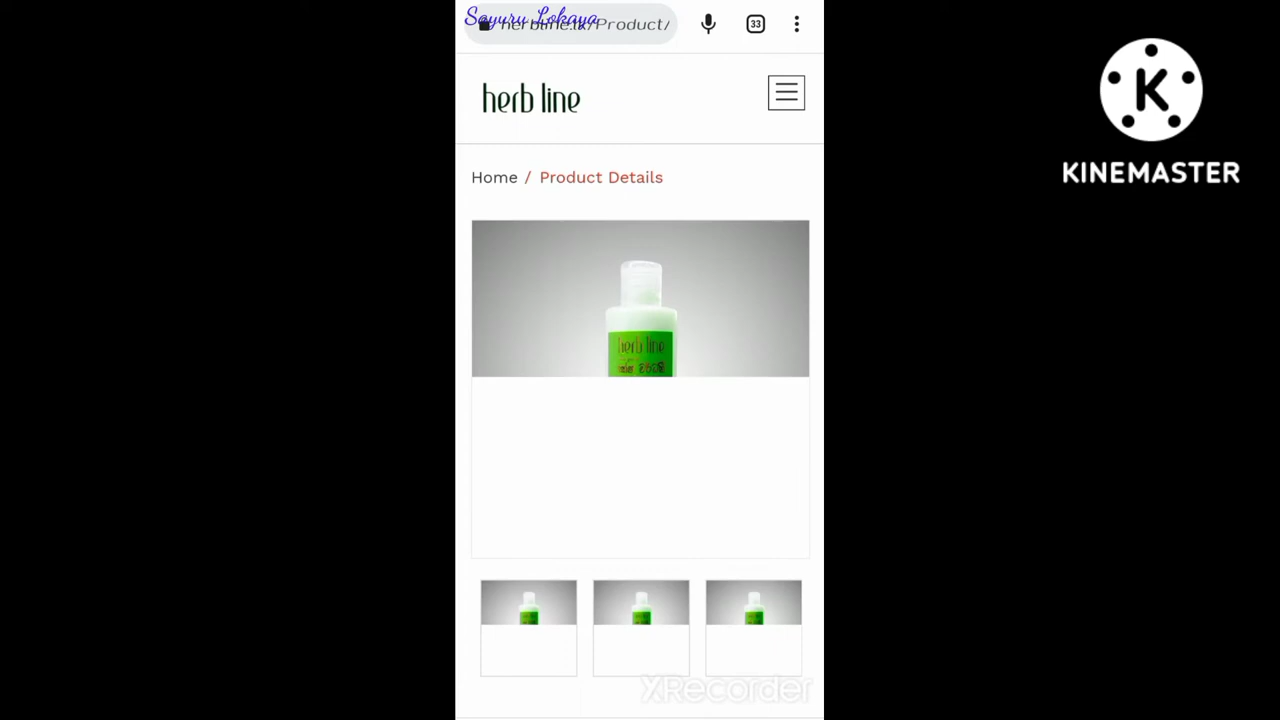 Sayuru Lokaya
herbline.lk/Product/
33
herb line
Home / Product Details
herb line
K
KINEMASTER
XRecorder